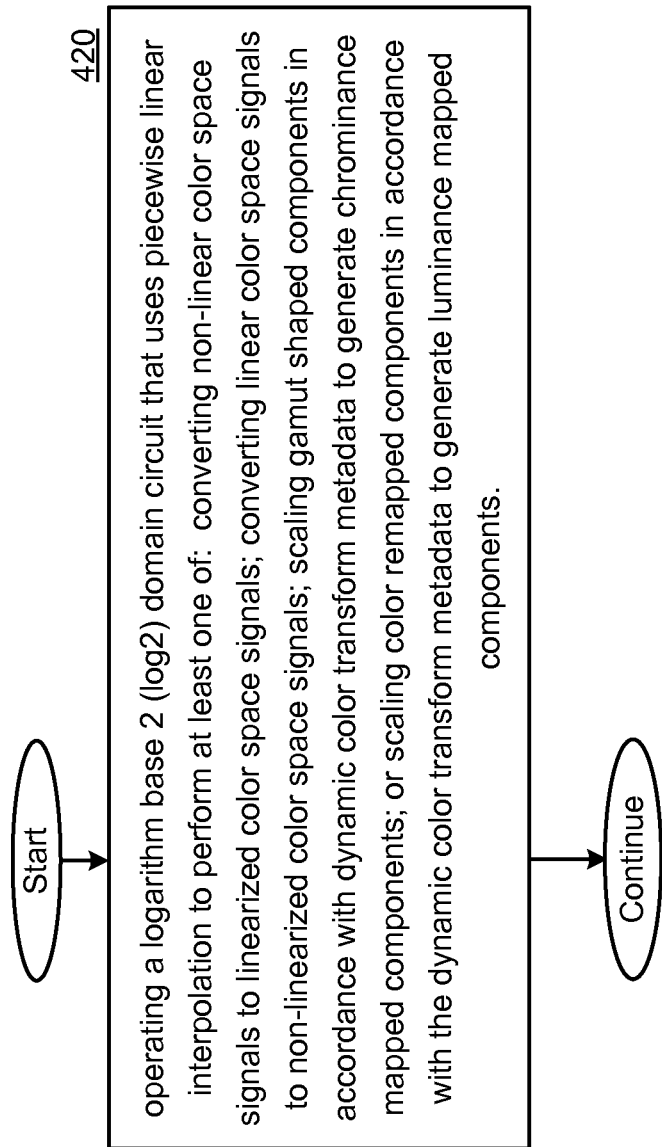 Start
420
operating a logarithm base 2 (log2) domain circuit that uses piecewise linear
interpolation to perform at least one of: converting non-linear color space
signals to linearized color space signals; converting linear color space signals
to non-linearized color space signals; scaling gamut shaped components in
accordance with dynamic color transform metadata to generate chrominance
mapped components; or scaling color remapped components in accordance
with the dynamic color transform metadata to generate luminance mapped
components.
Continue